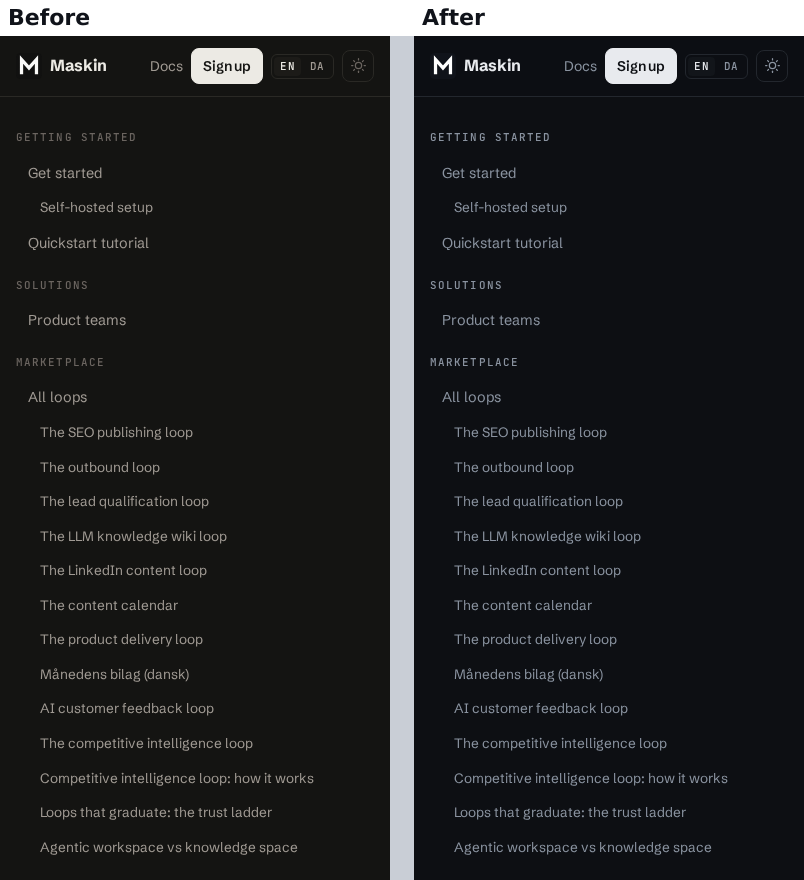 Before
Maskin Docs Sign up EN DA
GETTING STARTED
Get started
Self-hosted setup
Quickstart tutorial
SOLUTIONS
Product teams
MARKETPLACE
All loops
The SEO publishing loop
The outbound loop
The lead qualification loop
The LLM knowledge wiki loop
The LinkedIn content loop
The content calendar
The product delivery loop
Månedens bilag (dansk)
AI customer feedback loop
The competitive intelligence loop
Competitive intelligence loop: how it works
Loops that graduate: the trust ladder
Agentic workspace vs knowledge space
After
Maskin Docs Sign up EN DA
GETTING STARTED
Get started
Self-hosted setup
Quickstart tutorial
SOLUTIONS
Product teams
MARKETPLACE
All loops
The SEO publishing loop
The outbound loop
The lead qualification loop
The LLM knowledge wiki loop
The LinkedIn content loop
The content calendar
The product delivery loop
Månedens bilag (dansk)
AI customer feedback loop
The competitive intelligence loop
Competitive intelligence loop: how it works
Loops that graduate: the trust ladder
Agentic workspace vs knowledge space